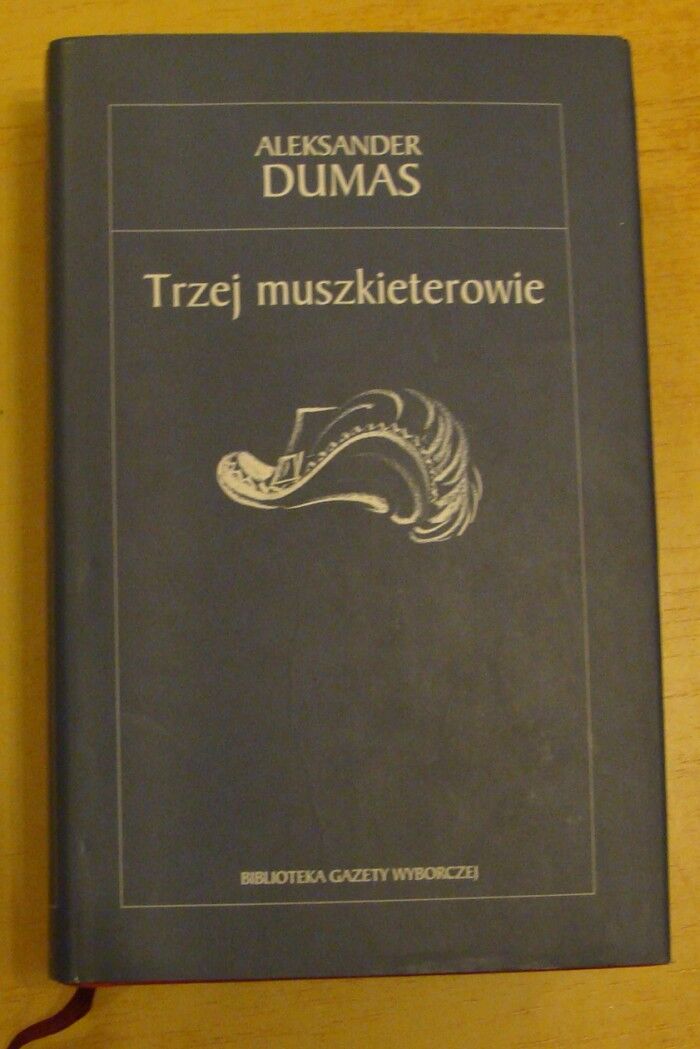 ALEKSANDER
DUMAS
Trzej muszkieterowie
BIBLIOTEKA GAZETY WYBORCZEJ